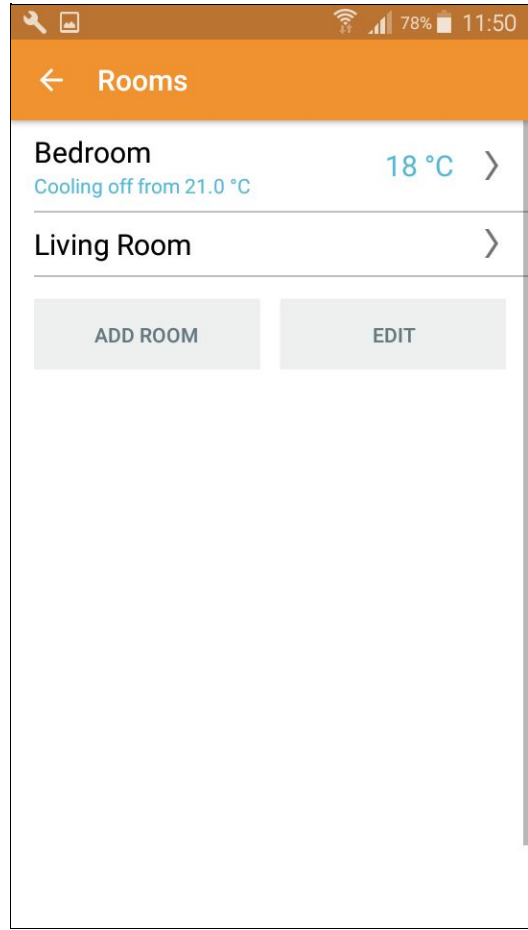 78% 11:50
Rooms
Bedroom 18 °C
Cooling off from 21.0 °C
Living Room
ADD ROOM EDIT